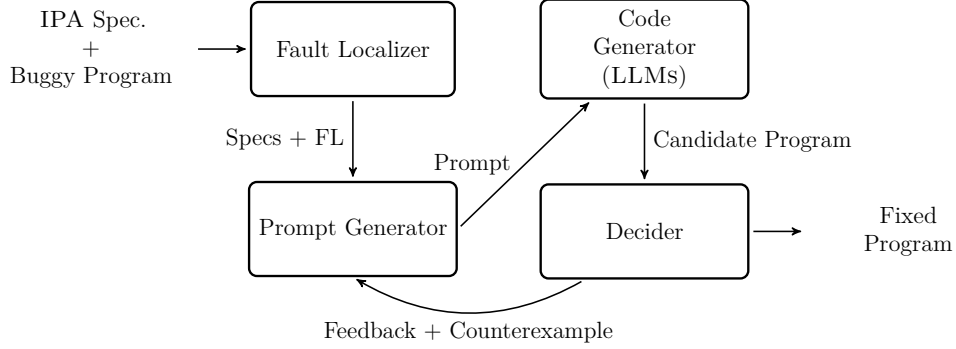 IPA Spec.
+
Buggy Program
Fault Localizer
Code
Generator
(LLMs)
Specs + FL
Prompt
Candidate Program
Prompt Generator
Decider
Fixed
Program
Feedback + Counterexample